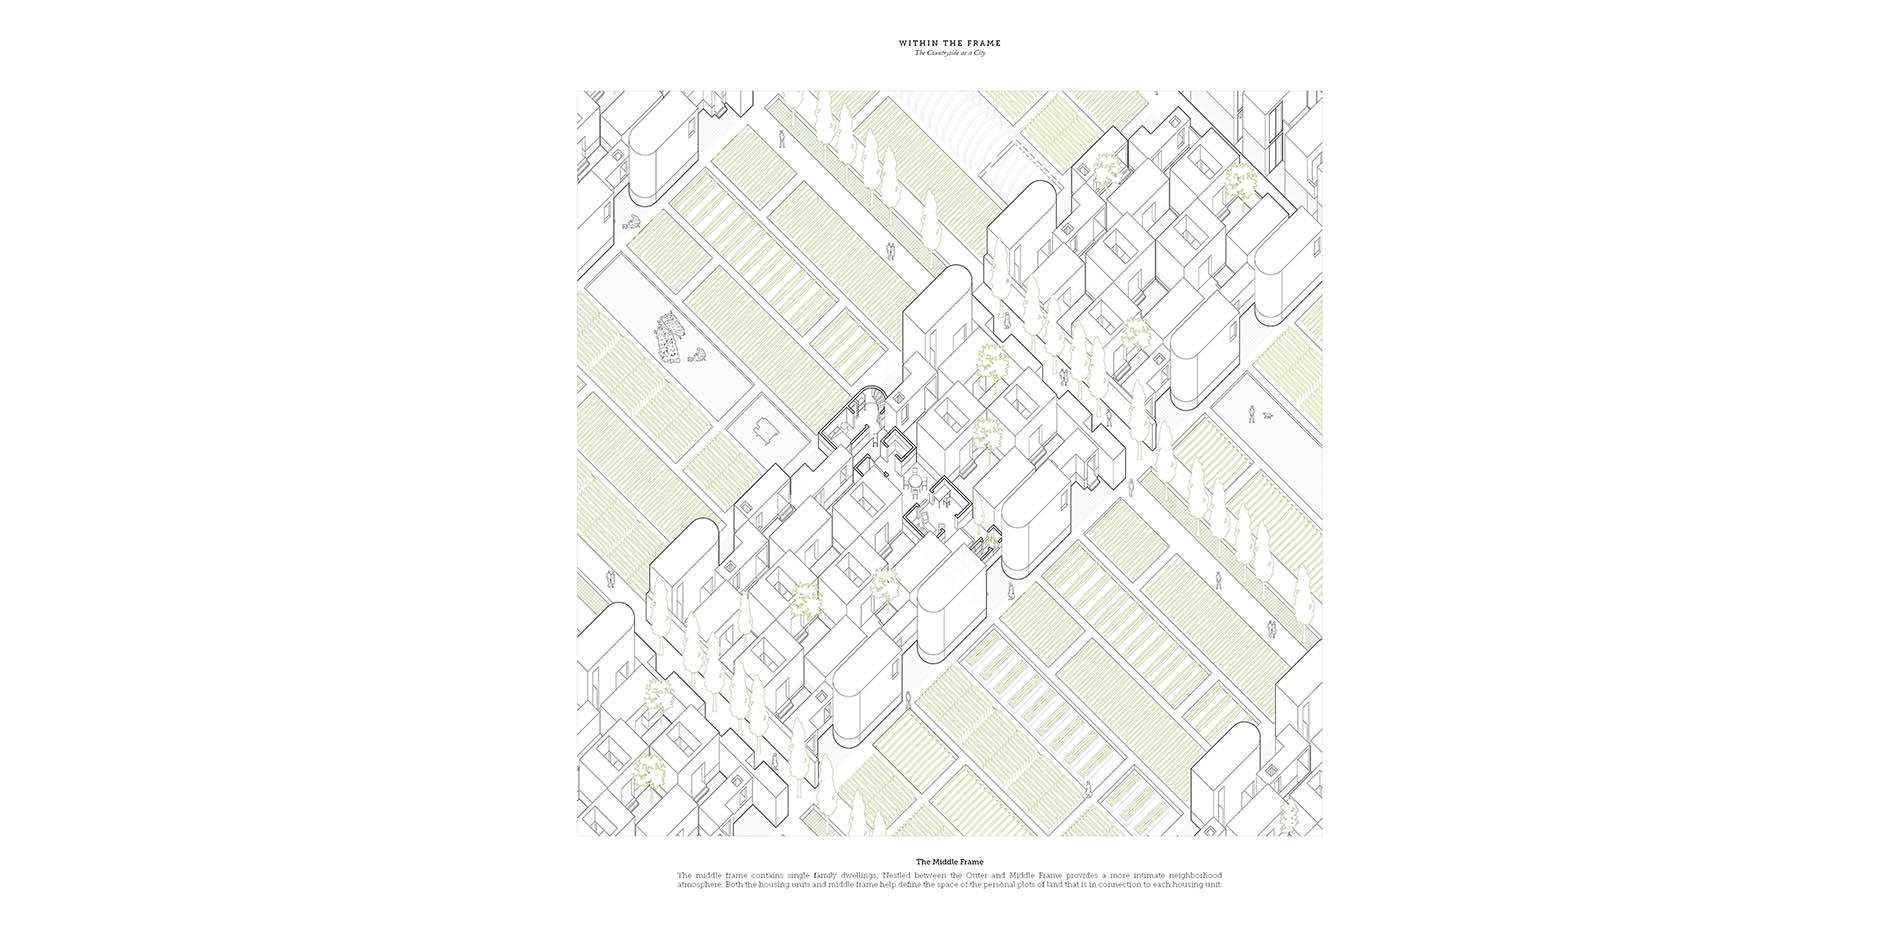 WITHIN THE FRAME
The Countryside as a City
The Middle Frame
The middle frame contains single family dwellings; Nestled between the Outer and Middle Frame provides a more intimate neighborhood
atmosphere. Both the housing units and middle frame help define the space of the personal plots of land that is in connection to each housing unit.